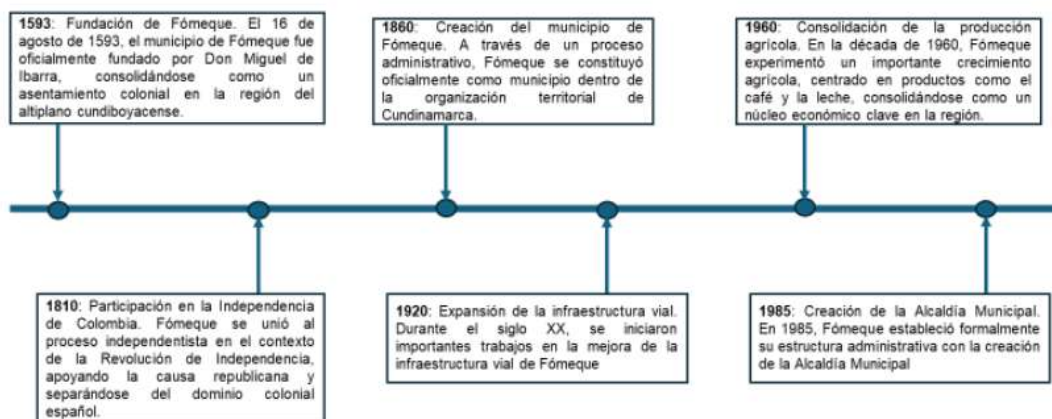 1593: Fundación de Fómeque. El 16 de
agosto de 1593, el municipio de Fómeque fue
oficialmente fundado por Don Miguel de
Ibarra, consolidándose como un
asentamiento colonial en la región del
altiplano cundiboyacense.
1860: Creación del municipio de
Fómeque. A través de un proceso
administrativo, Fómeque se constituyó
oficialmente como municipio dentro de
la organización territorial de
Cundinamarca.
1960: Consolidación de la producción
agrícola. En la década de 1960, Fómeque
experimentó un importante crecimiento
agrícola, centrado en productos como el
café y la leche, consolidándose como un
núcleo económico clave en la región.
1810: Participación en la Independencia
de Colombia. Fómeque se unió al
proceso independentista en el contexto
de la Revolución de Independencia,
apoyando la causa republicana y
separándose del dominio colonial
español.
1920: Expansión de la infraestructura vial.
Durante el siglo XX, se iniciaron
importantes trabajos en la mejora de la
infraestructura vial de Fómeque
1985: Creación de la Alcaldía Municipal.
En 1985, Fómeque estableció formalmente
su estructura administrativa con la creación
de la Alcaldía Municipal